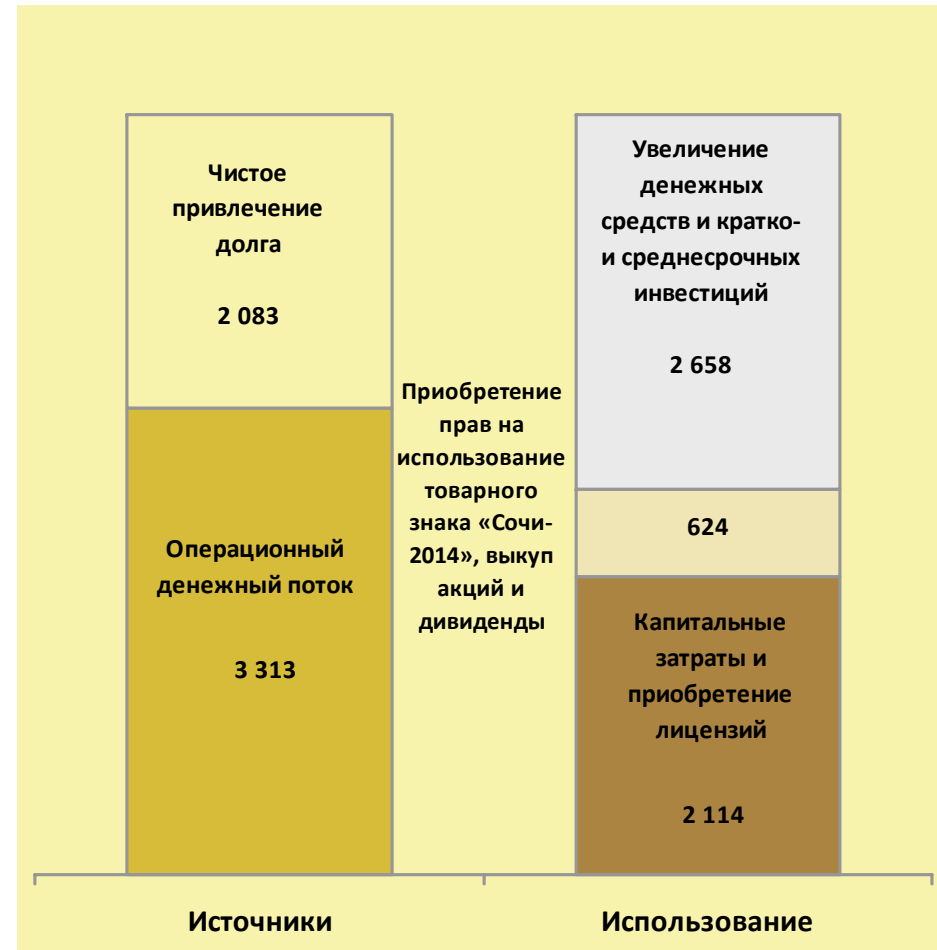 Чистое
привлечение
долга
2 083
Операционный
денежный поток
3 313
Приобретение
прав на
использование
товарного
знака «Сочи-
2014», выкуп
акций и
дивиденды
Увеличение
денежных
средств и кратко-
и среднесрочных
инвестиций
2 658
624
Капитальные
затраты и
приобретение
лицензий
2 114
Источники
Использование